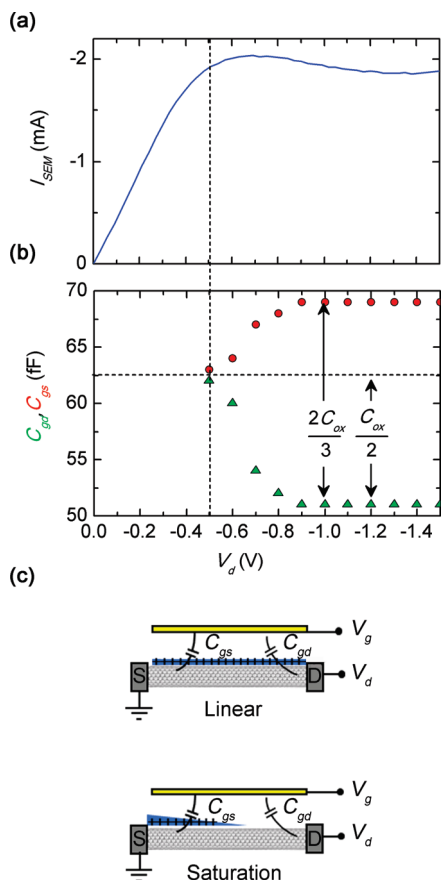 (a)
-2
-1
0
I_SEM (mA)
(b)
70
65
60
55
50
C_gd, C_gs (fF)
2C_ox
3
C_ox
2
0.0 -0.2 -0.4 -0.6 -0.8 -1.0 -1.2 -1.4
V_d (V)
(c)
C_gs C_gd V_g
S D V_d
Linear
C_gs C_gd V_g
S D V_d
Saturation